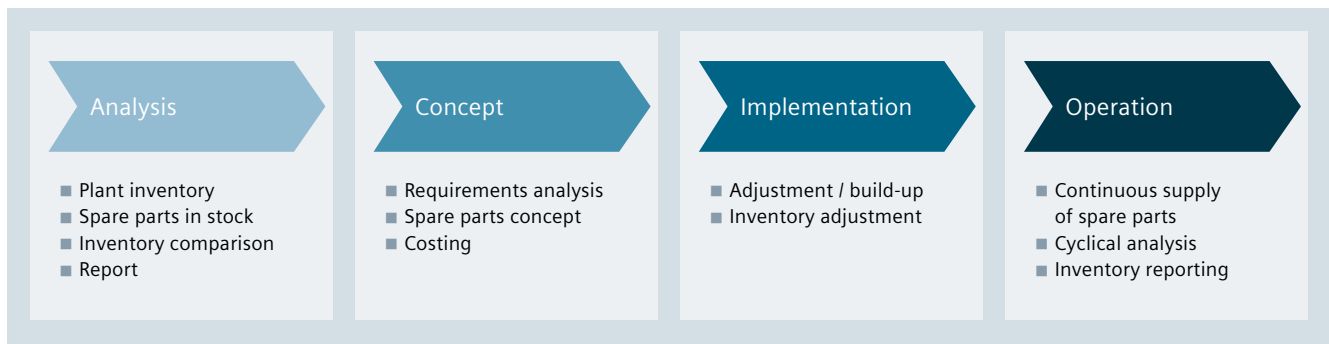 Analysis
Plant inventory
Spare parts in stock
Inventory comparison
Report
Concept
Requirements analysis
Spare parts concept
Costing
Implementation
Adjustment / build-up
Inventory adjustment
Operation
Continuous supply
of spare parts
Cyclical analysis
Inventory reporting